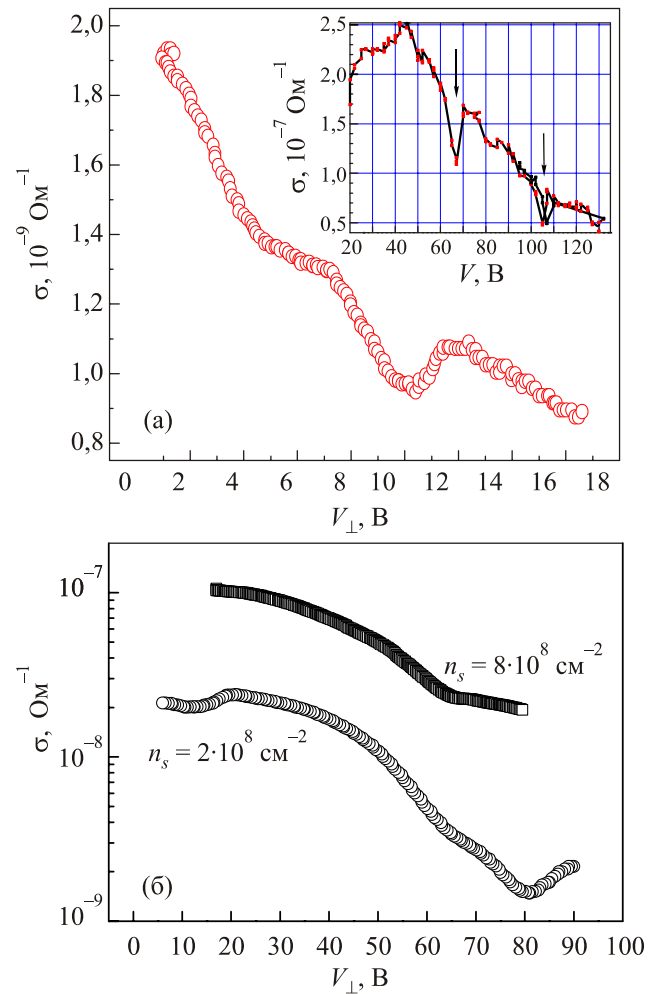 2,0
1,8
1,6
1,4
1,2
1,0
0,8
σ, 10⁻⁹ Ом⁻¹
(а)
0 2 4 6 8 10 12 14 16 18
V⊥, В
2,5
2,0
1,5
1,0
0,5
σ, 10⁻⁷ Ом⁻¹
20 40 60 80 100 120
V, В
10⁻⁷
10⁻⁸
10⁻⁹
σ, Ом⁻¹
nₛ = 8·10⁸ см⁻²
nₛ = 2·10⁸ см⁻²
(б)
0 10 20 30 40 50 60 70 80 90 100
V⊥, В